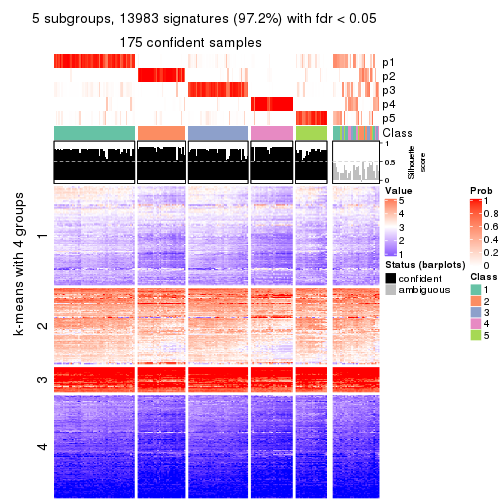 5 subgroups, 13983 signatures (97.2%) with fdr < 0.05
175 confident samples
p1
p2
p3
p4
p5
Class
1
0.5
0
Silhouette
score
k-means with 4 groups
1
2
3
4
Value
5
4
3
2
1
Status (barplots)
confident
ambiguous
Prob
1
0.8
0.6
0.4
0.2
0
Class
1
2
3
4
5